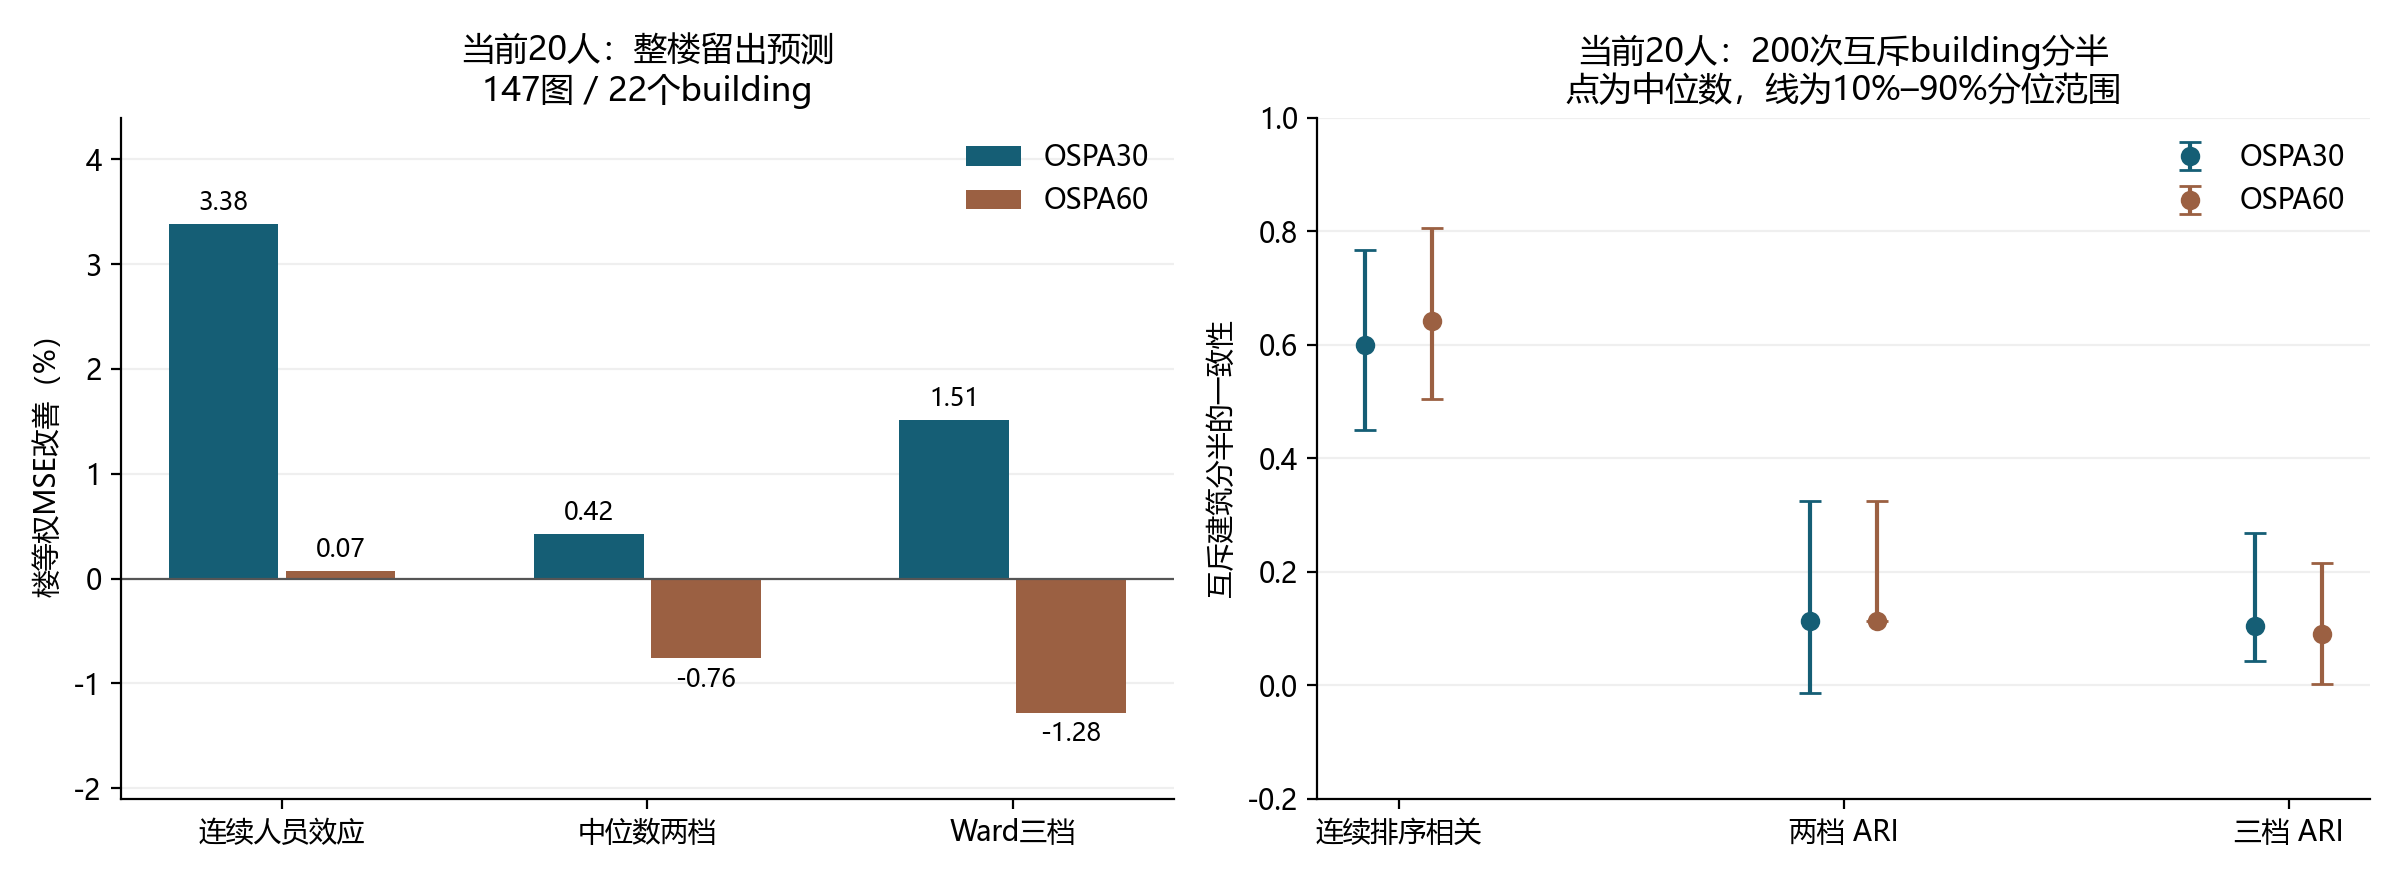 当前20人：整楼留出预测
147图 / 22个building
楼等权MSE改善（%）
4
3
2
1
0
-1
-2
OSPA30
OSPA60
3.38
0.07
0.42
-0.76
1.51
-1.28
连续人员效应
中位数两档
Ward三档
当前20人：200次互斥building分半
点为中位数，线为10%–90%分位范围
互斥建筑分半的一致性
1.0
0.8
0.6
0.4
0.2
0.0
-0.2
OSPA30
OSPA60
连续排序相关
两档 ARI
三档 ARI